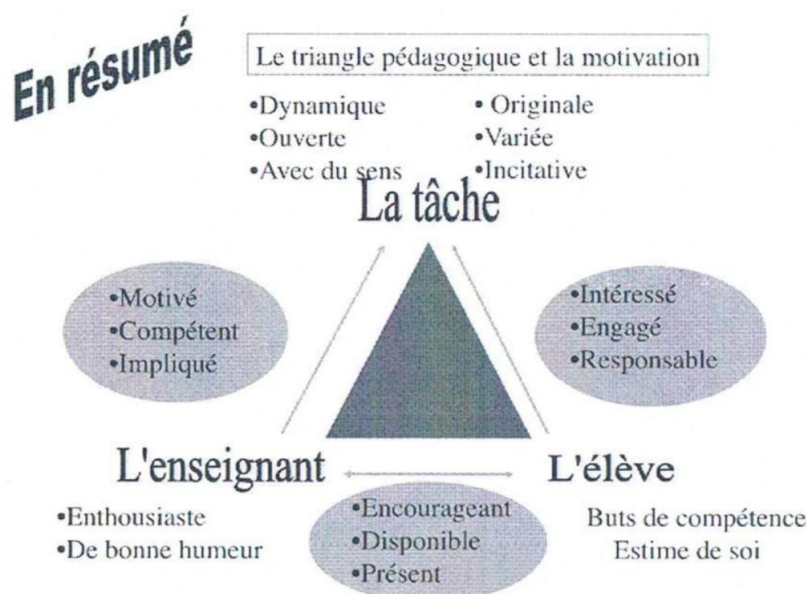 En résumé
Le triangle pédagogique et la motivation
•Dynamique
•Ouverte
•Avec du sens
• Originale
•Variée
•Incitative
La tâche
•Motivé
•Compétent
•Impliqué
•Intéressé
•Engagé
•Responsable
L'enseignant
L'élève
•Enthousiaste
•De bonne humeur
•Encourageant
•Disponible
•Présent
Buts de compétence
Estime de soi